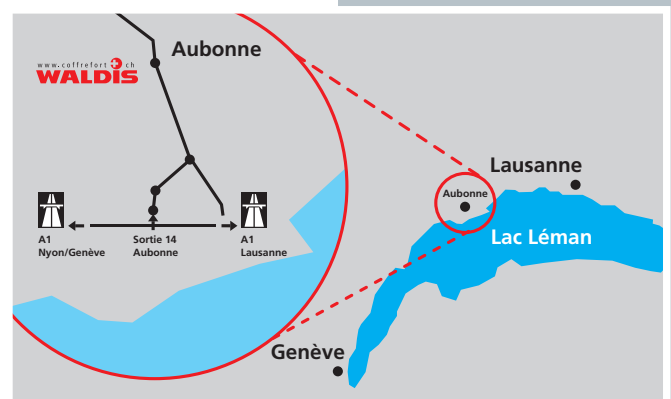 Aubonne
www.coffrefort.ch
WALDIS
A1
Nyon/Genève
Sortie 14
Aubonne
A1
Lausanne
Lausanne
Aubonne
Lac Léman
Genève